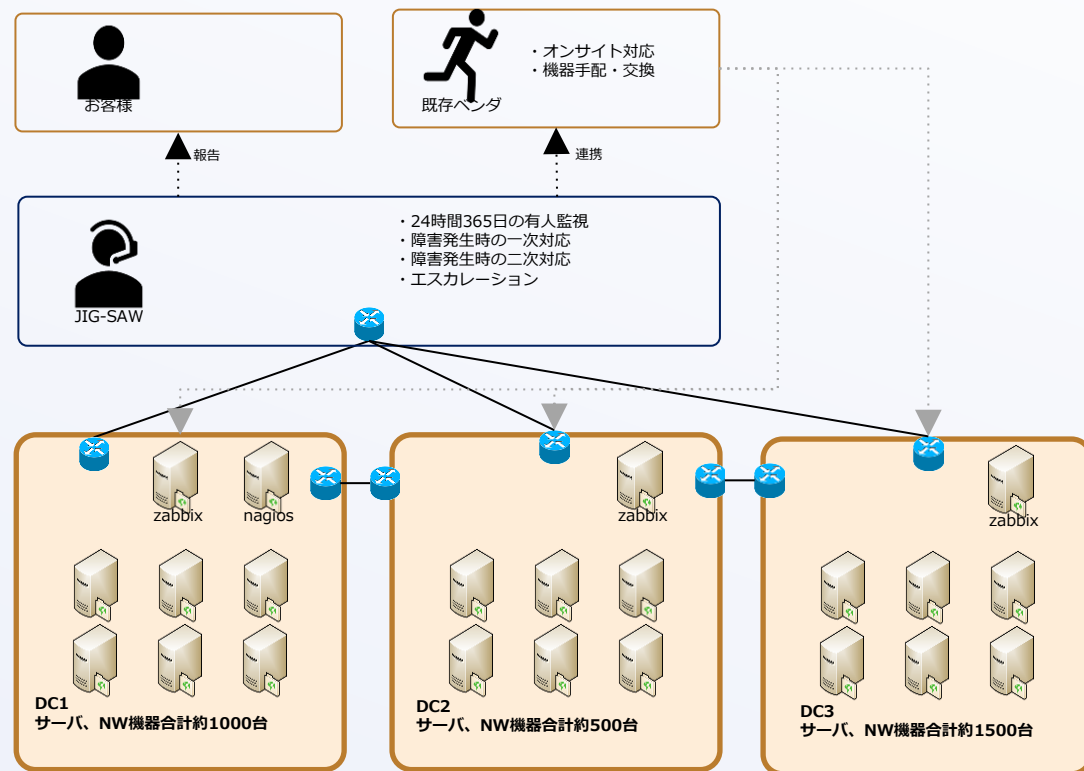 お客様
・オンサイト対応
・機器手配・交換
既存ベンダ
報告
連携
・24時間365日の有人監視
・障害発生時の一次対応
・障害発生時の二次対応
・エスカレーション
JIG-SAW
zabbix
nagios
zabbix
zabbix
DC1
サーバ、NW機器合計約1000台
DC2
サーバ、NW機器合計約500台
DC3
サーバ、NW機器合計約1500台